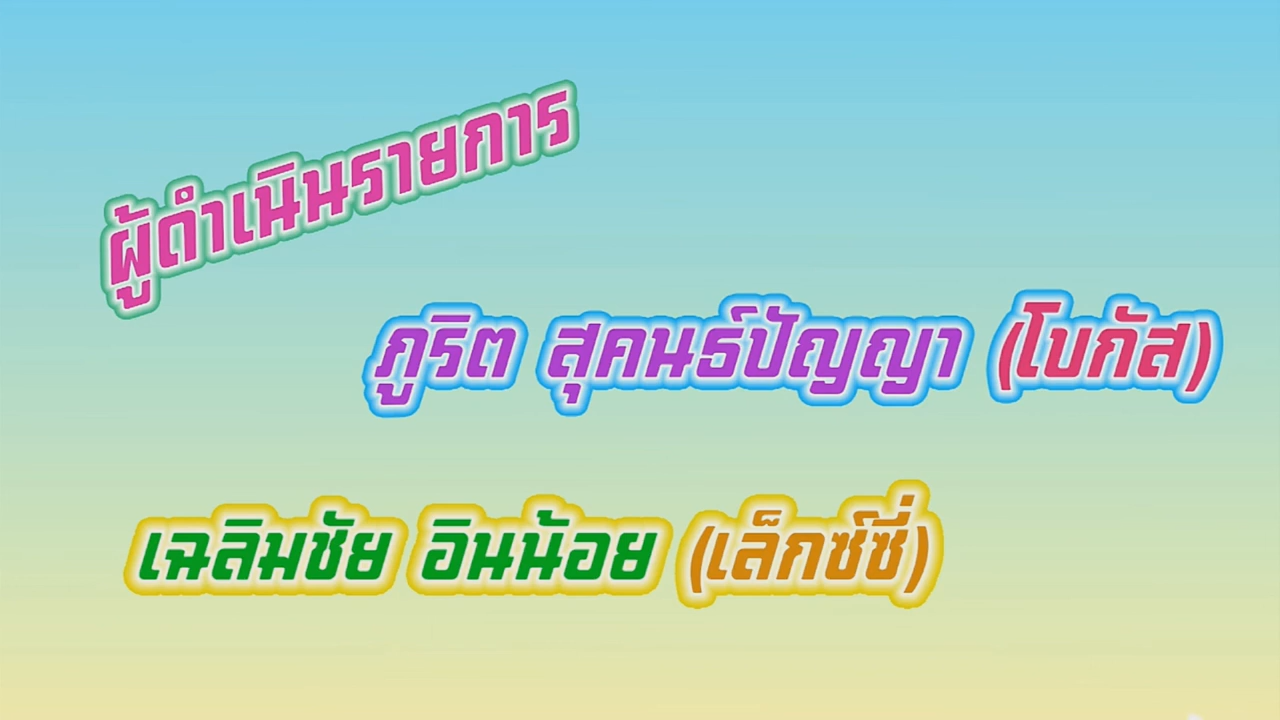 ผู้ดำเนินรายการ
ภูริต สุคนธ์ปัญญา (โบกัส)
เฉลิมชัย อินน้อย (เล็กซ์ซี่)